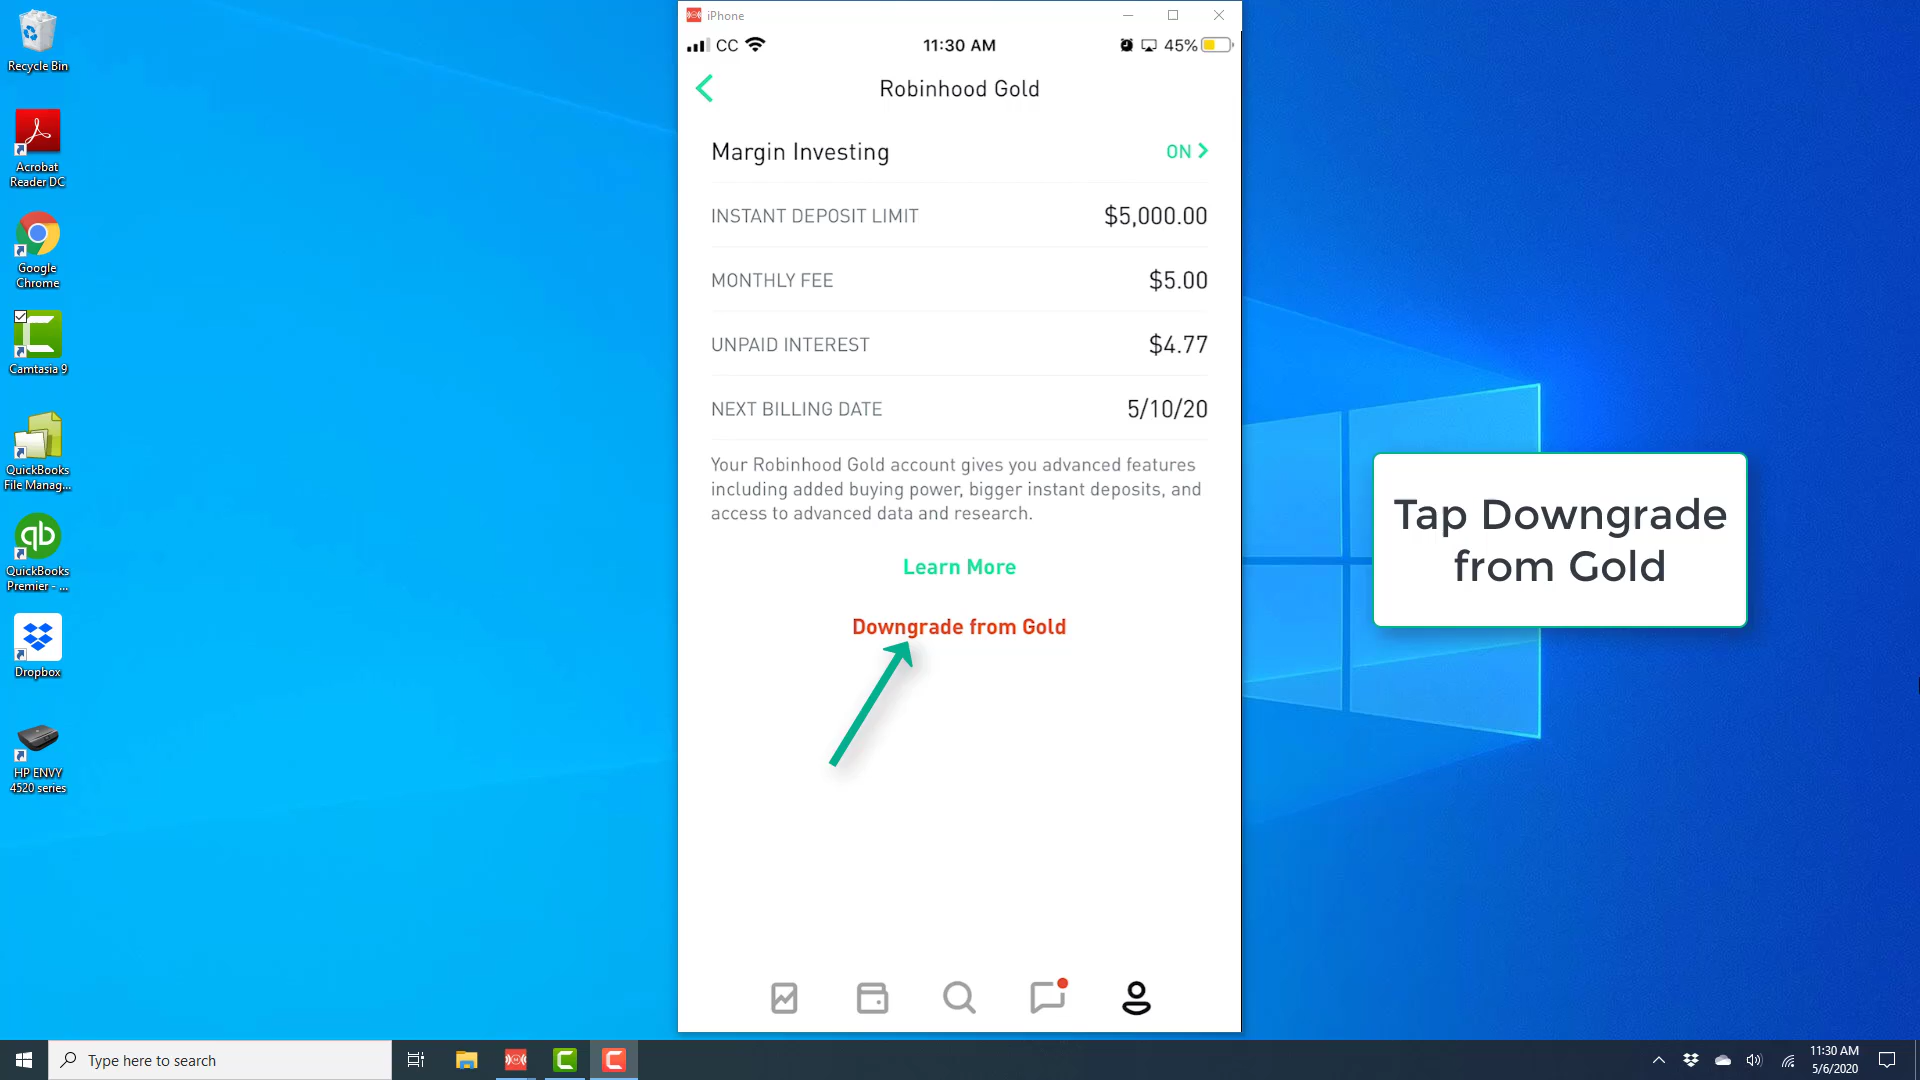 Recycle Bin
Acrobat
Reader DC
Google
Chrome
Camtasia 9
QuickBooks
File Manag...
QuickBooks
Premier - ...
Dropbox
HP ENVY
4520 series
iPhone
CC
11:30 AM
45%
Robinhood Gold
Margin Investing
ON
INSTANT DEPOSIT LIMIT $5,000.00
MONTHLY FEE $5.00
UNPAID INTEREST $4.77
NEXT BILLING DATE 5/10/20
Your Robinhood Gold account gives you advanced features
including added buying power, bigger instant deposits, and
access to advanced data and research.
Learn More
Downgrade from Gold
Tap Downgrade
from Gold
Type here to search
11:30 AM
5/6/2020